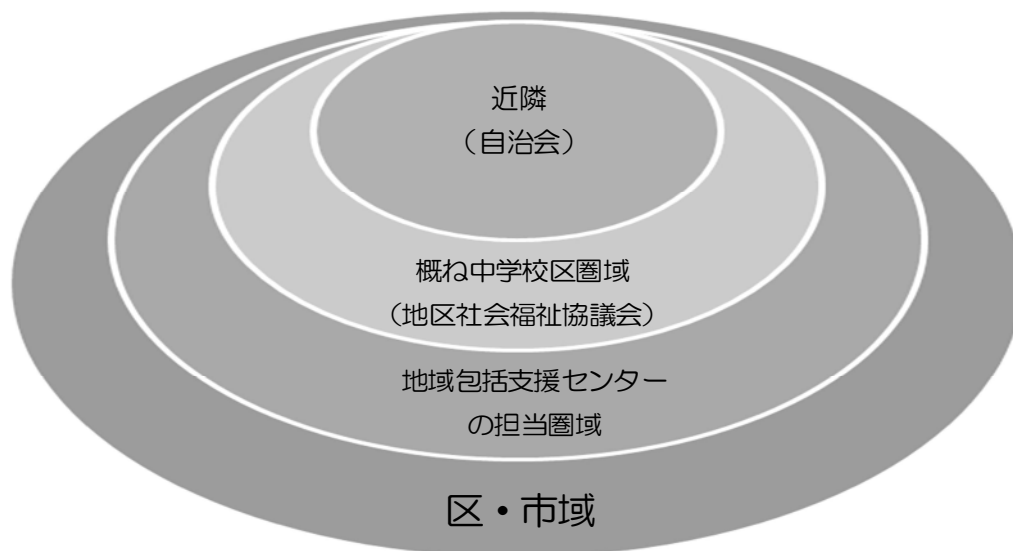 近隣
（自治会）
概ね中学校区圏域
（地区社会福祉協議会）
地域包括支援センター
の担当圏域
区・市域